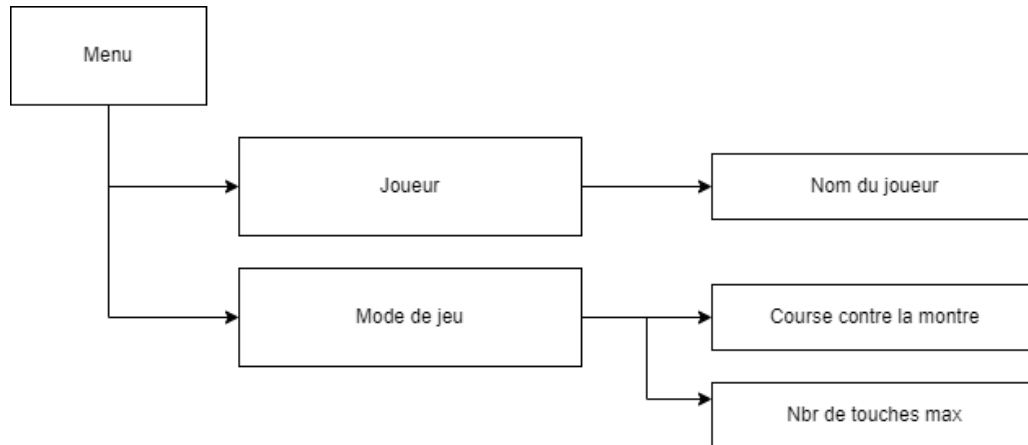 Menu
Joueur
Nom du joueur
Mode de jeu
Course contre la montre
Nbr de touches max